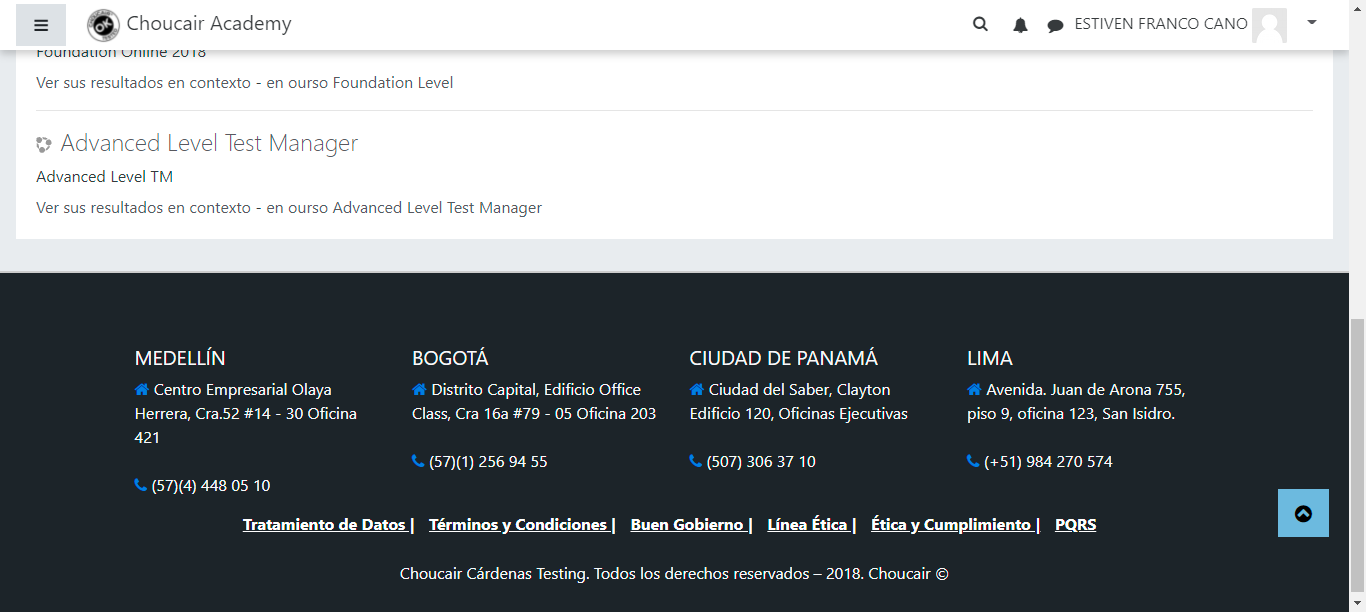 Choucair Academy
ESTIVEN FRANCO CANO
Foundation Online 2018
Ver sus resultados en contexto - en ourso Foundation Level
Advanced Level Test Manager
Advanced Level TM
Ver sus resultados en contexto - en ourso Advanced Level Test Manager
MEDELLÍN
Centro Empresarial Olaya
Herrera, Cra.52 #14 - 30 Oficina
421
(57)(4) 448 05 10
BOGOTÁ
Distrito Capital, Edificio Office
Class, Cra 16a #79 - 05 Oficina 203
(57)(1) 256 94 55
CIUDAD DE PANAMÁ
Ciudad del Saber, Clayton
Edificio 120, Oficinas Ejecutivas
(507) 306 37 10
LIMA
Avenida. Juan de Arona 755,
piso 9, oficina 123, San Isidro.
(+51) 984 270 574
Tratamiento de Datos | Términos y Condiciones | Buen Gobierno | Línea Ética | Ética y Cumplimiento | PQRS
Choucair Cárdenas Testing. Todos los derechos reservados – 2018. Choucair ©